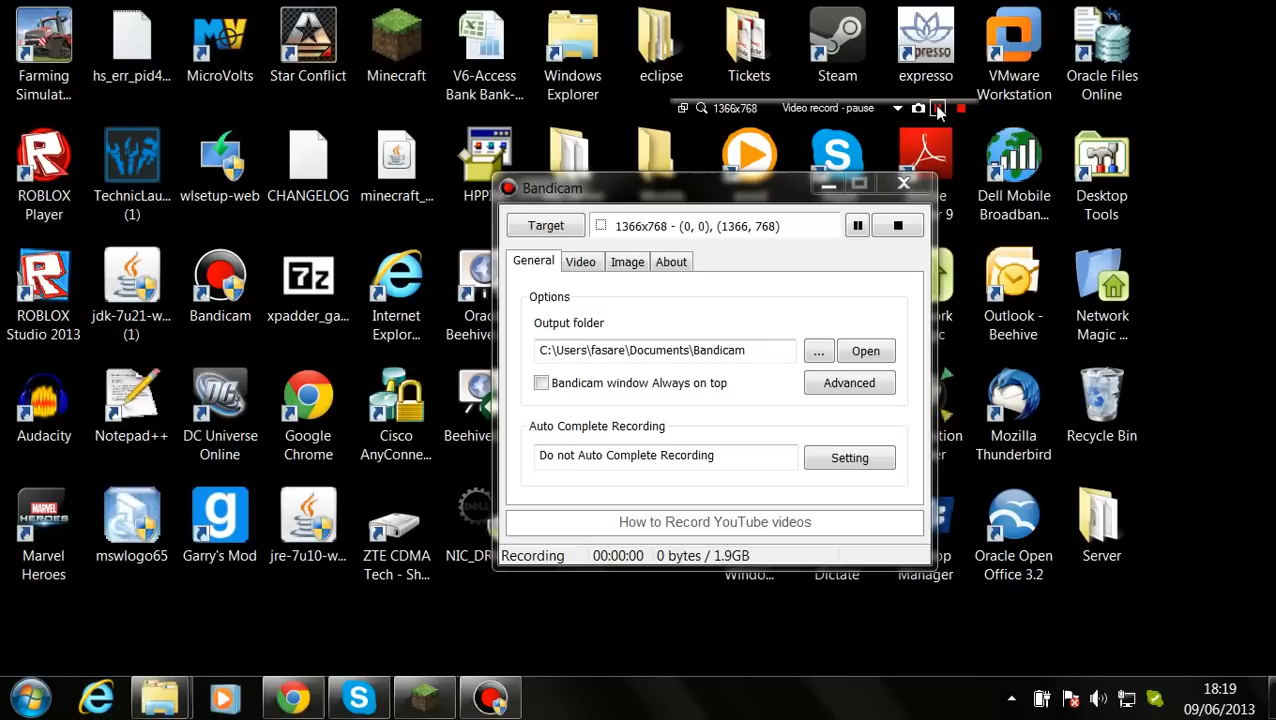 Farming Simulat...
hs_err_pid4...
MicroVolts
Star Conflict
Minecraft
V6-Access Bank Bank-...
Windows Explorer
eclipse
Tickets
Steam
expresso
VMware Workstation
Oracle Files Online
1366x768
Video record - pause
ROBLOX Player
TechnicLau... (1)
wlsetup-web
CHANGELOG
minecraft_...
HPP
9
Dell Mobile Broadban...
Desktop Tools
Bandicam
Target
1366x768 - (0, 0), (1366, 768)
General
Video
Image
About
Options
Output folder
C:\Users\fasare\Documents\Bandicam
...
Open
Bandicam window Always on top
Advanced
Auto Complete Recording
Do not Auto Complete Recording
Setting
How to Record YouTube videos
Recording
00:00:00
0 bytes / 1.9GB
ROBLOX Studio 2013
jdk-7u21-w... (1)
Bandicam
xpadder_ga...
Internet Explor...
Beehive
Outlook - Beehive
Network Magic ...
Audacity
Notepad++
DC Universe Online
Google Chrome
Cisco AnyConne...
Beehive
Mozilla Thunderbird
Recycle Bin
Marvel Heroes
mswlogo65
Garry's Mod
jre-7u10-w...
ZTE CDMA Tech - Sh...
NIC_DR
Windo...
Dictate
Manager
Oracle Open Office 3.2
Server
18:19
09/06/2013